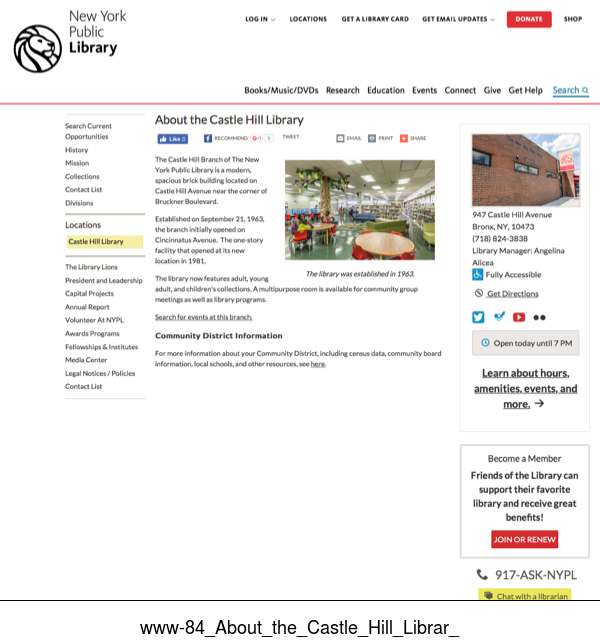 New York
Public
Library
LOG IN
LOCATIONS
GET A LIBRARY CARD
GET EMAIL UPDATES
DONATE
SHOP
Books/Music/DVDs Research Education Events Connect Give Get Help Search
Search Current
Opportunities
History
Mission
Collections
Contact List
Divisions
Locations
Castle Hill Library
The Library Lions
President and Leadership
Capital Projects
Annual Report
Volunteer At NYPL
Awards Programs
Fellowships & Institutes
Media Center
Legal Notices / Policies
Contact List
About the Castle Hill Library
Like 0
RECOMMEND
G+1 0
TWEET
EMAIL
PRINT
SHARE
The Castle Hill Branch of The New
York Public Library is a modern,
spacious brick building located on
Castle Hill Avenue near the corner of
Bruckner Boulevard.
Established on September 21, 1963,
the branch initially opened on
Cincinnatus Avenue. The one-story
facility that opened at its new
location in 1981.
The library now features adult, young
adult, and children's collections. A multipurpose room is available for community group
meetings as well as library programs.
The library was established in 1963.
Search for events at this branch.
Community District Information
For more information about your Community District, including census data, community board
information, local schools, and other resources, see here.
947 Castle Hill Avenue
Bronx, NY, 10473
(718) 824-3838
Library Manager: Angelina
Alicea
Fully Accessible
Get Directions
Open today until 7 PM
Learn about hours,
amenities, events, and
more. →
Become a Member
Friends of the Library can
support their favorite
library and receive great
benefits!
JOIN OR RENEW
917-ASK-NYPL
Chat with a librarian
www-84_About_the_Castle_Hill_Librar_